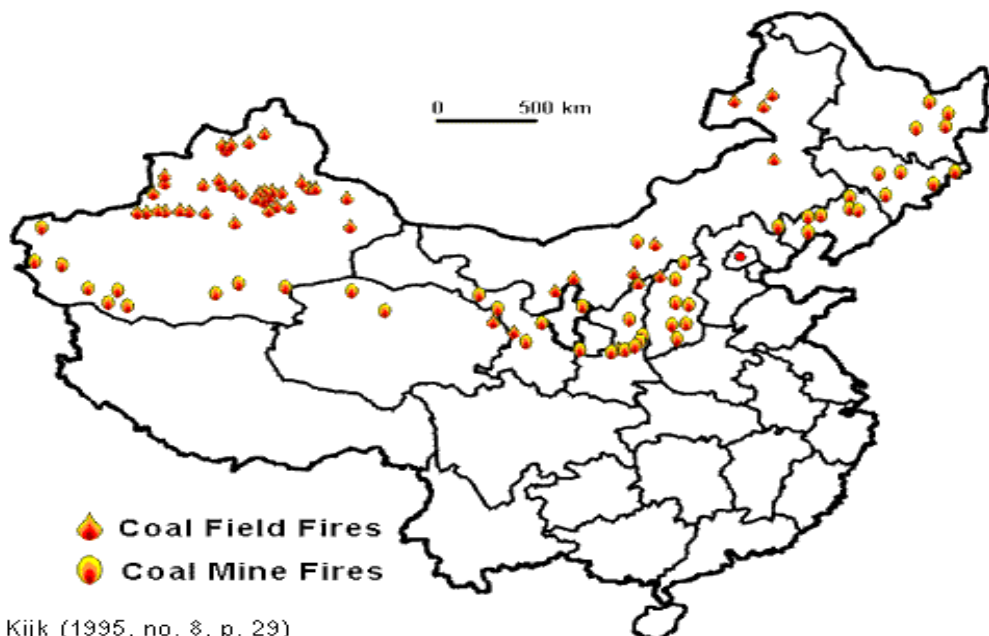 0 500 km
Coal Field Fires
Coal Mine Fires
Kijk (1995, no. 8, p. 29)